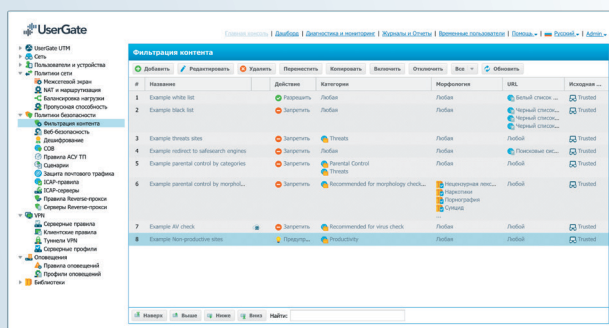 UserGate
Главная консоль | Дашборд | Диагностика и мониторинг | Журналы и Отчеты | Временные пользователи | Помощь | Русский | Admin
UserGate UTM
Сеть
Пользователи и устройства
Политики сети
Межсетевой экран
NAT и маршрутизация
Балансировка нагрузки
Пропускная способность
Политики безопасности
Фильтрация контента
Веб-безопасность
Дешифрование
СОВ
Правила АСУ ТП
Сценарии
Защита почтового трафика
ICAP-правила
ICAP-серверы
Правила Reverse-прокси
Серверы Reverse-прокси
VPN
Серверные правила
Клиентские правила
Туннели VPN
Серверные профили
Оповещения
Правила оповещений
Профили оповещений
Библиотеки
Фильтрация контента
Добавить Редактировать Удалить Переместить Копировать Включить Отключить Все Обновить
# Название Действие Категория Морфология URL Исходная ...
1 Example white list Разрешить Любая Любая Белый список ... Trusted
2 Example black list Запретить Любая Любая Черный список... Trusted
Черный список...
Черный список...
3 Example threats sites Запретить Threats Любая Любой Trusted
4 Example redirect to safesearch engines Запретить Любая Любая Поисковые сис... Trusted
5 Example parental control by categories Запретить Parental Control Любая Любой Trusted
Threats
6 Example parental control by morphol... Запретить Recommended for morphology check... Нецензурная лекс... Любой Trusted
Наркотики
Порнография
Суицид
...
7 Example AV check Запретить Recommended for virus check Любая Любой Trusted
8 Example Non-productive sites Предупр... Productivity Любая Любой Trusted
Наверх Выше Ниже Вниз Найти: